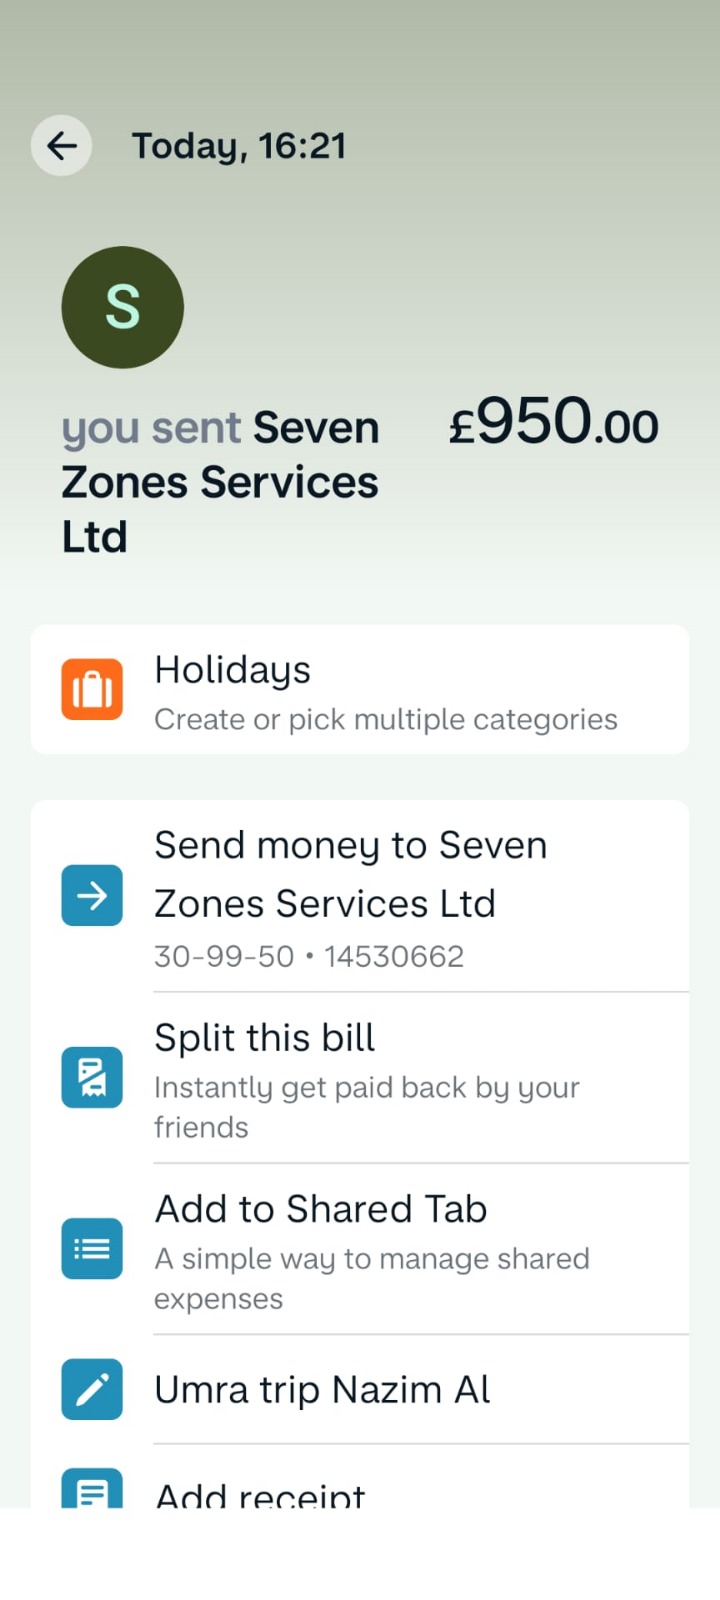 Today, 16:21
S
you sent Seven £950.00
Zones Services
Ltd
Holidays
Create or pick multiple categories
Send money to Seven
Zones Services Ltd
30-99-50 • 14530662
Split this bill
Instantly get paid back by your
friends
Add to Shared Tab
A simple way to manage shared
expenses
Umra trip Nazim Al
Add receipt